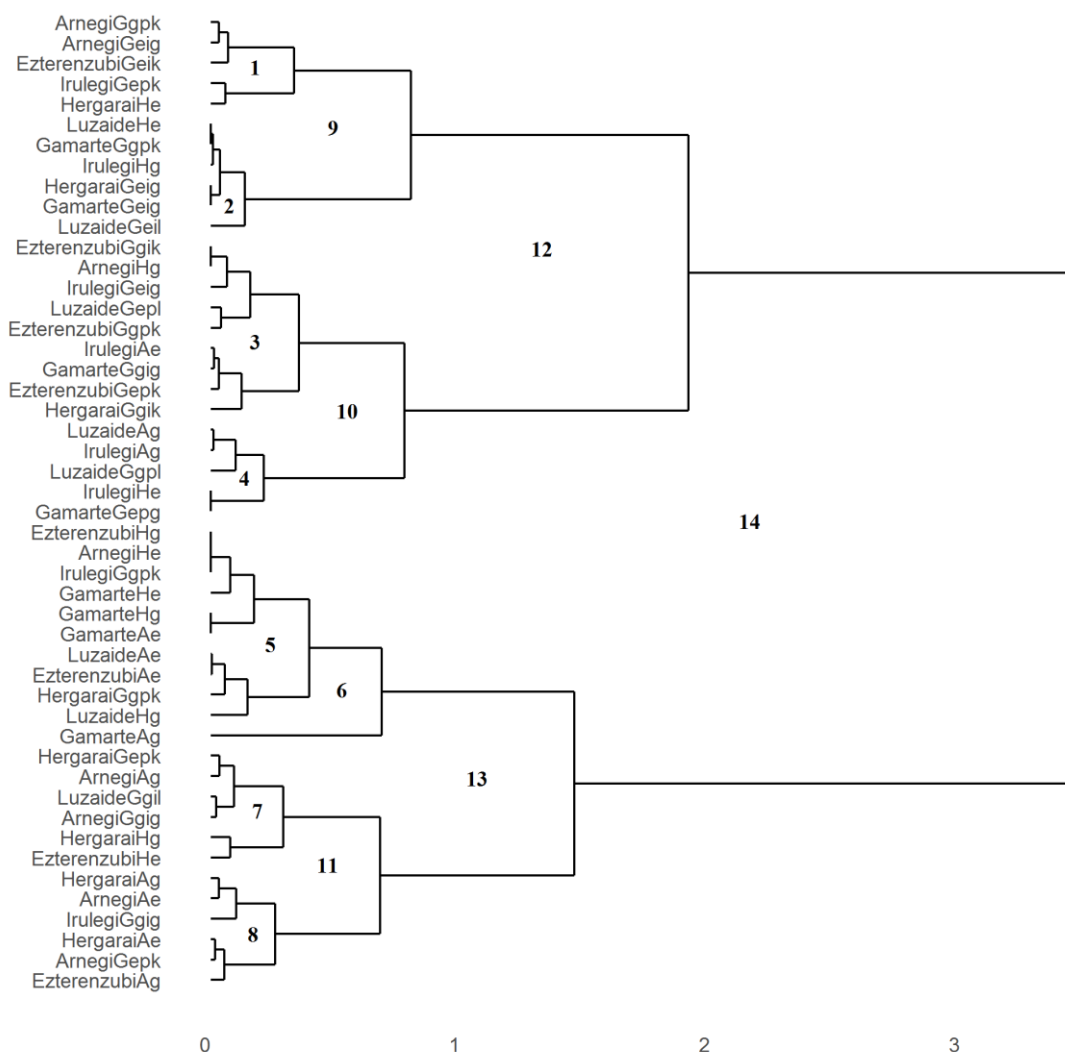 ArnegiGgpk
ArnegiGeig
EzterenzubiGeik
1
IrulegiGepk
HergaraiHe
LuzaideHe
9
GamarteGgpk
IrulegiHg
HergaraiGeig
GamarteGeig
2
LuzaideGeil
EzterenzubiGgik
12
ArnegiHg
IrulegiGeig
LuzaideGepl
EzterenzubiGgpk
3
IrulegiAe
GamarteGgig
EzterenzubiGepk
HergaraiGgik
10
LuzaideAg
IrulegiAg
LuzaideGgpl
4
IrulegiHe
GamarteGepg
14
EzterenzubiHg
ArnegiHe
IrulegiGgpk
GamarteHe
GamarteHg
GamarteAe
5
LuzaideAe
EzterenzubiAe
HergaraiGgpk
6
LuzaideHg
GamarteAg
HergaraiGepk
ArnegiAg
13
LuzaideGgil
7
ArnegiGgig
HergaraiHg
EzterenzubiHe
11
HergaraiAg
ArnegiAe
IrulegiGgig
8
HergaraiAe
ArnegiGepk
EzterenzubiAg
0 1 2 3